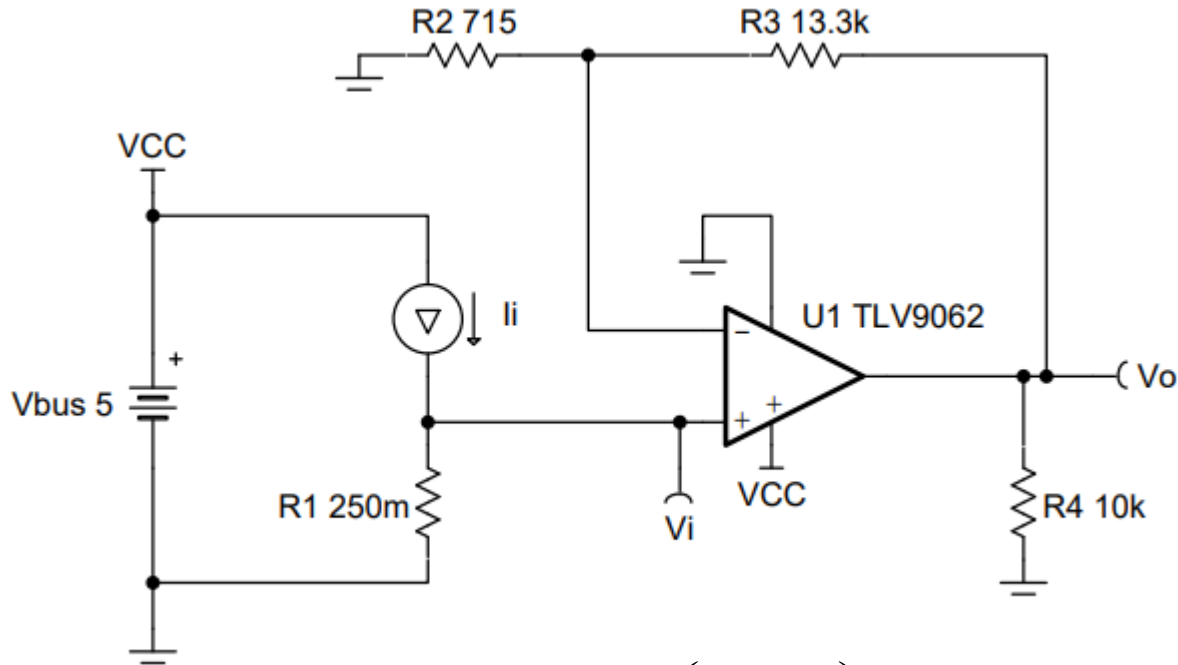 R2 715
R3 13.3k
VCC
Ii
U1 TLV9062
Vo
Vbus 5
R1 250m
Vi
VCC
R4 10k